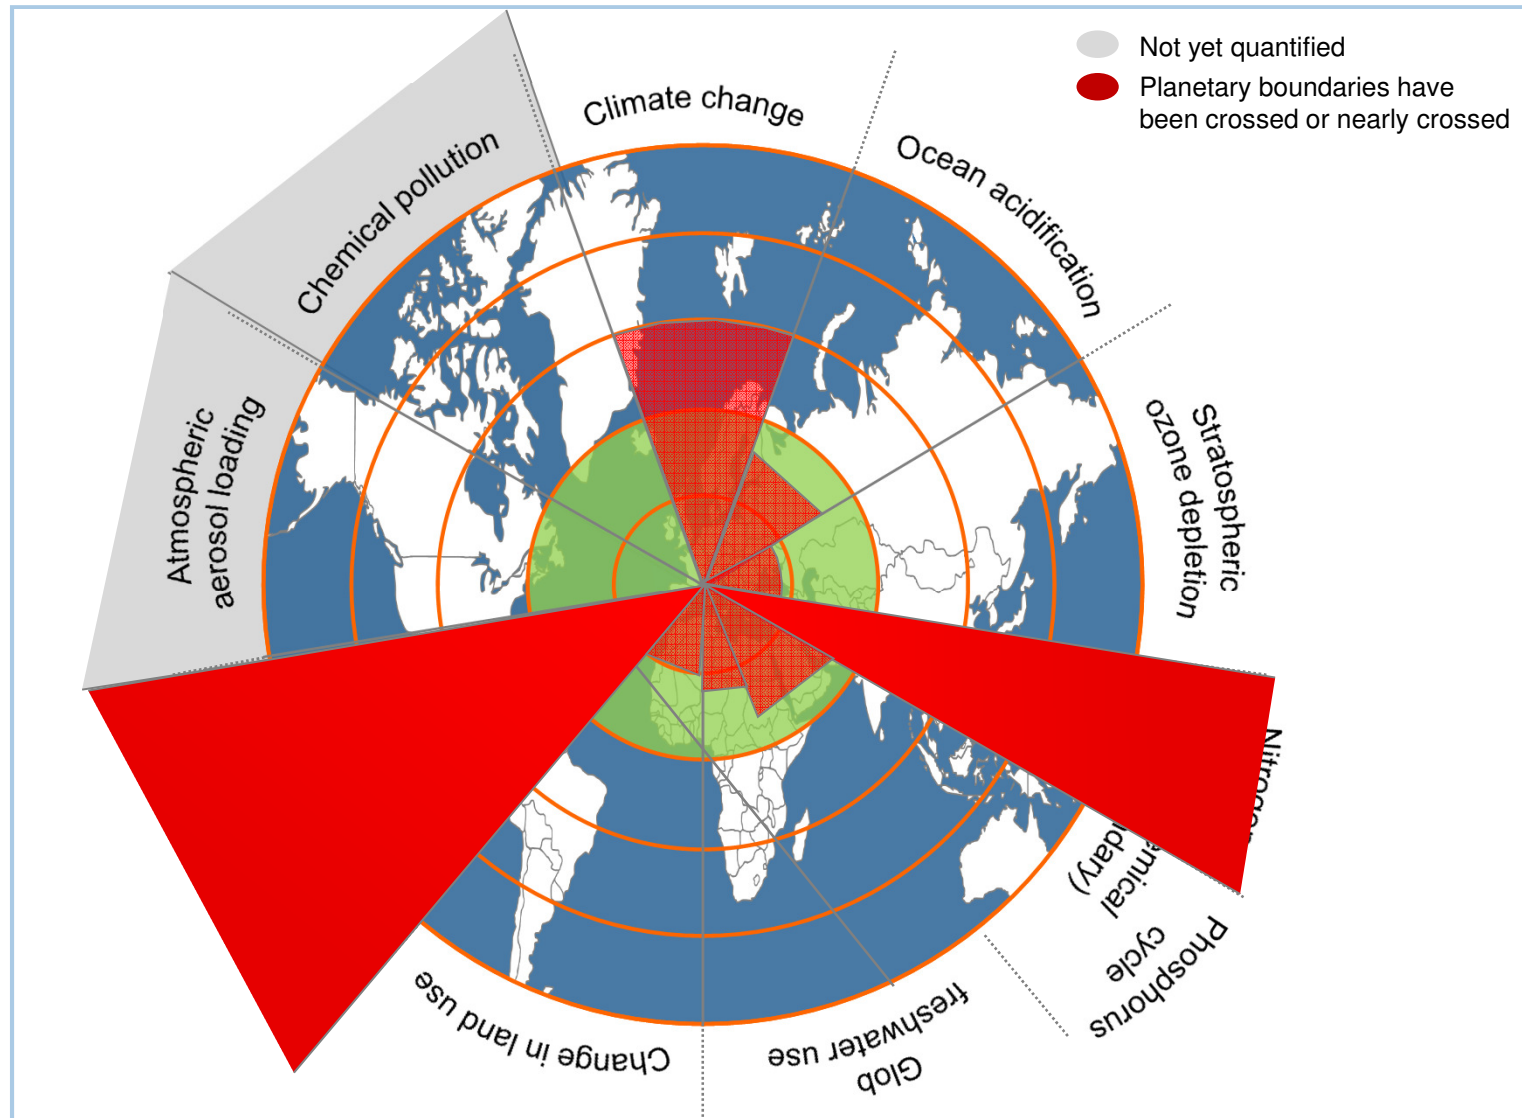 Not yet quantified
Planetary boundaries have
been crossed or nearly crossed
Climate change
Ocean acidification
Stratospheric
ozone depletion
Phosphorus
cycle
Glob
freshwater use
Change in land use
Atmospheric
aerosol loading
Chemical pollution